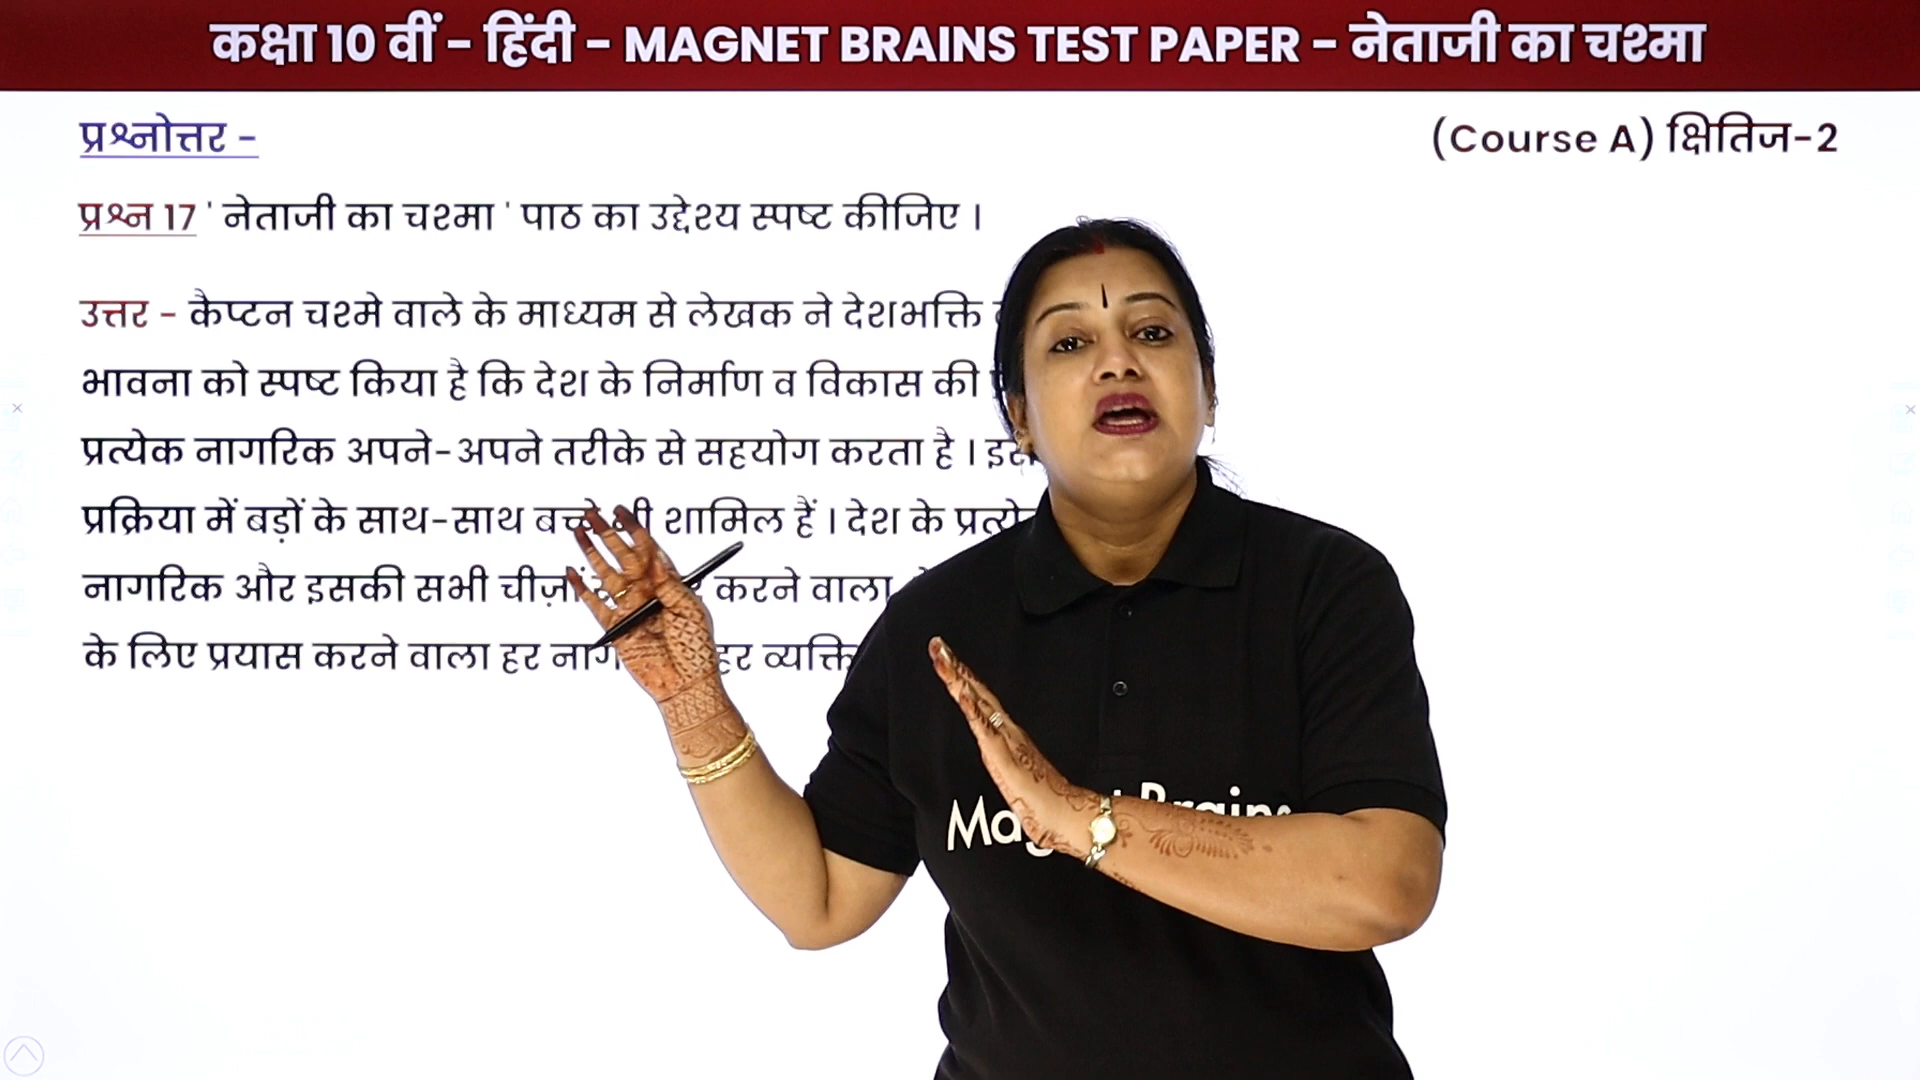 कक्षा 10 वीं - हिंदी - MAGNET BRAINS TEST PAPER - नेताजी का चश्मा
प्रश्नोत्तर -
(Course A) क्षितिज-2
प्रश्न 17 ' नेताजी का चश्मा ' पाठ का उद्देश्य स्पष्ट कीजिए ।
उत्तर - कैप्टन चश्मे वाले के माध्यम से लेखक ने देशभक्ति
भावना को स्पष्ट किया है कि देश के निर्माण व विकास की
प्रत्येक नागरिक अपने-अपने तरीके से सहयोग करता है ।
प्रक्रिया में बड़ों के साथ-साथ शामिल हैं । देश के
नागरिक और इसकी सभी करने वाला
के लिए प्रयास करने वाला हर हर व्यक्ति